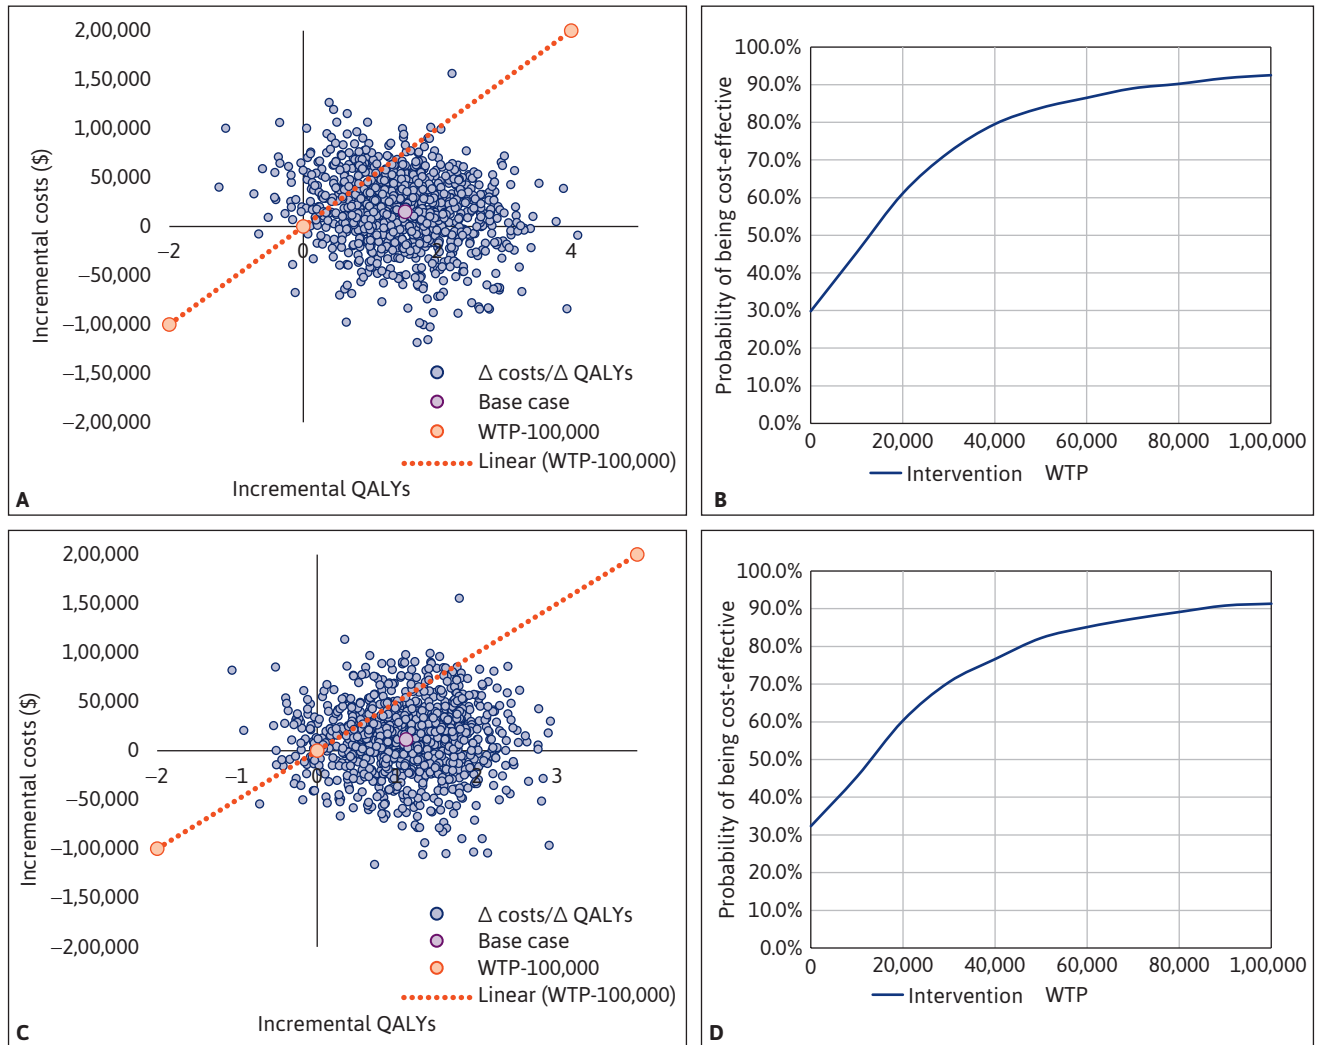 2,00,000
1,50,000
1,00,000
50,000
0
−50,000
−1,00,000
−1,50,000
−2,00,000
−2 0 2 4
Incremental costs ($)
Δ costs/Δ QALYs
Base case
WTP-100,000
Linear (WTP-100,000)
Incremental QALYs
A
100.0%
90.0%
80.0%
70.0%
60.0%
50.0%
40.0%
30.0%
20.0%
10.0%
0.0%
Probability of being cost-effective
0 20,000 40,000 60,000 80,000 1,00,000
Intervention WTP
B
2,00,000
1,50,000
1,00,000
50,000
0
−50,000
−1,00,000
−1,50,000
−2,00,000
−2 −1 0 1 2 3
Incremental costs ($)
Δ costs/Δ QALYs
Base case
WTP-100,000
Linear (WTP-100,000)
Incremental QALYs
C
100.0%
90.0%
80.0%
70.0%
60.0%
50.0%
40.0%
30.0%
20.0%
10.0%
0.0%
Probability of being cost-effective
0 20,000 40,000 60,000 80,000 1,00,000
Intervention WTP
D